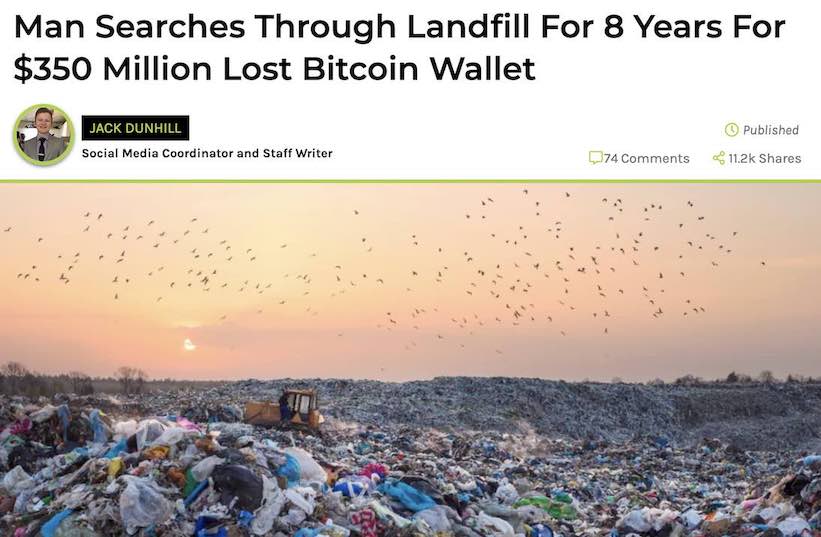 Man Searches Through Landfill For 8 Years For
$350 Million Lost Bitcoin Wallet
JACK DUNHILL
Published
Social Media Coordinator and Staff Writer
74 Comments 11.2k Shares